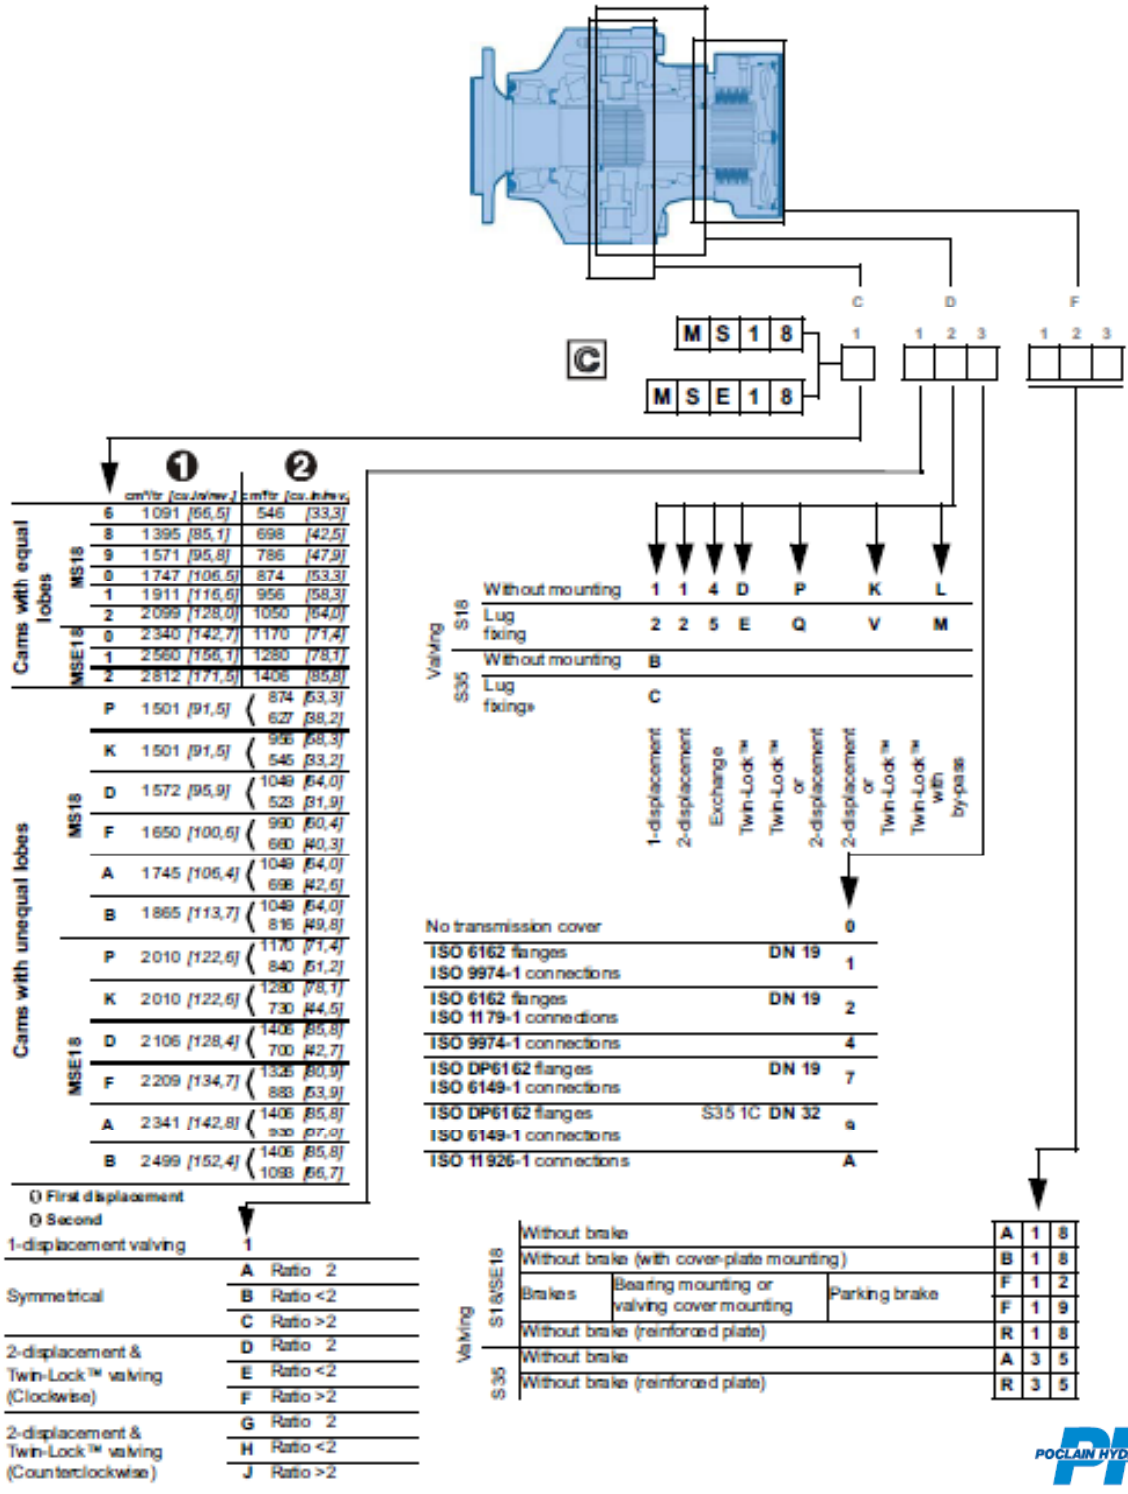 C D F
1 1 2 3 1 2 3
M S 1 8
C
M S E 1 8
1 2
cm³/tr [cu.in/rev.] cm³/tr [cu.in/rev.]
Cams with equal lobes
MS18
6 1091 [66,5] 546 [33,3]
8 1395 [85,1] 698 [42,5]
9 1571 [95,8] 786 [47,9]
0 1747 [106.5] 874 [53,3]
1 1911 [116,6] 956 [58,3]
2 2099 [128,0] 1050 [64,0]
MSE18
0 2340 [142,7] 1170 [71,4]
1 2560 [156,1] 1280 [78,1]
2 2812 [171,5] 1406 [85,8]
Cams with unequal lobes
MS18
P 1501 [91,5] 874 [53,3]
627 [38,2]
K 1501 [91,5] 956 [58,3]
545 [33,2]
D 1572 [95,9] 1049 [64,0]
523 [31,9]
F 1650 [100,6] 990 [60,4]
660 [40,3]
A 1745 [106,4] 1049 [64,0]
698 [42,6]
B 1865 [113,7] 1049 [64,0]
816 [49,8]
MSE18
P 2010 [122,6] 1170 [71,4]
840 [51,2]
K 2010 [122,6] 1280 [78,1]
730 [44,5]
D 2106 [128,4] 1406 [85,8]
700 [42,7]
F 2209 [134,7] 1326 [80,9]
883 [53,9]
A 2341 [142,8] 1406 [85,8]
B 2499 [152,4] 1406 [85,8]
1093 [66,7]
1 First displacement
2 Second
1-displacement valving 1
Symmetrical
A Ratio 2
B Ratio <2
C Ratio >2
2-displacement &
Twin-Lock™ valving
(Clockwise)
D Ratio 2
E Ratio <2
F Ratio >2
2-displacement &
Twin-Lock™ valving
(Counterclockwise)
G Ratio 2
H Ratio <2
J Ratio >2
Valving
S18
Without mounting 1 1 4 D P K L
Lug
fixing 2 2 5 E Q V M
S35
Without mounting B
Lug
fixing» C
1-displacement
2-displacement
Exchange
Twin-Lock™
Twin-Lock™
or
2-displacement
2-displacement
or
Twin-Lock™
Twin-Lock™
with
by-pass
No transmission cover 0
ISO 6162 flanges DN 19
ISO 9974-1 connections 1
ISO 6162 flanges DN 19
ISO 1179-1 connections 2
ISO 9974-1 connections 4
ISO DP6162 flanges DN 19
ISO 6149-1 connections 7
ISO DP6162 flanges S35 1C DN 32
ISO 6149-1 connections 9
ISO 11926-1 connections A
Valving
S18/SE18
Without brake A 1 8
Without brake (with cover-plate mounting) B 1 8
Brakes
Bearing mounting or
valving cover mounting
Parking brake
F 1 2
F 1 9
Without brake (reinforced plate) R 1 8
S35
Without brake A 3 5
Without brake (reinforced plate) R 3 5
POCLAIN HYD